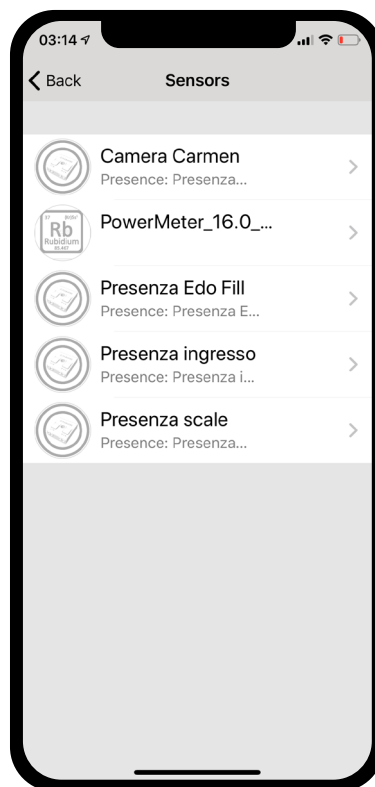 03:14
Back
Sensors
Camera Carmen
Presence: Presenza...
Rb
Rubidium
PowerMeter_16.0_...
Presenza Edo Fill
Presence: Presenza E...
Presenza ingresso
Presence: Presenza i...
Presenza scale
Presence: Presenza...